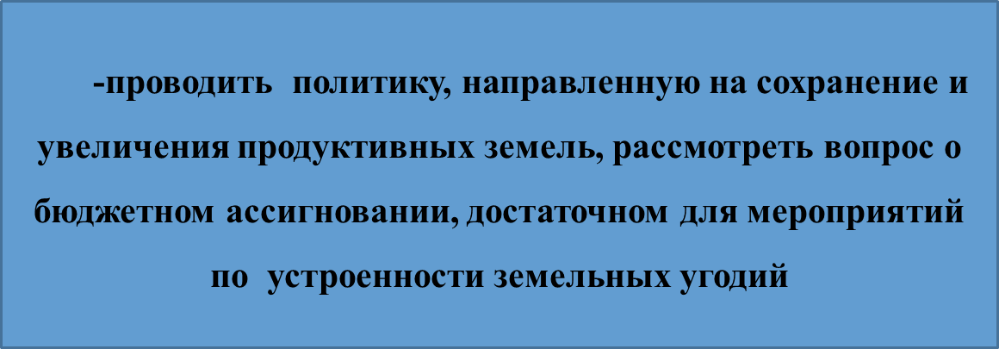 -проводить  политику, направленную на сохранение и
увеличения продуктивных земель, рассмотреть вопрос о
бюджетном ассигновании, достаточном для мероприятий
по  устроенности земельных угодий